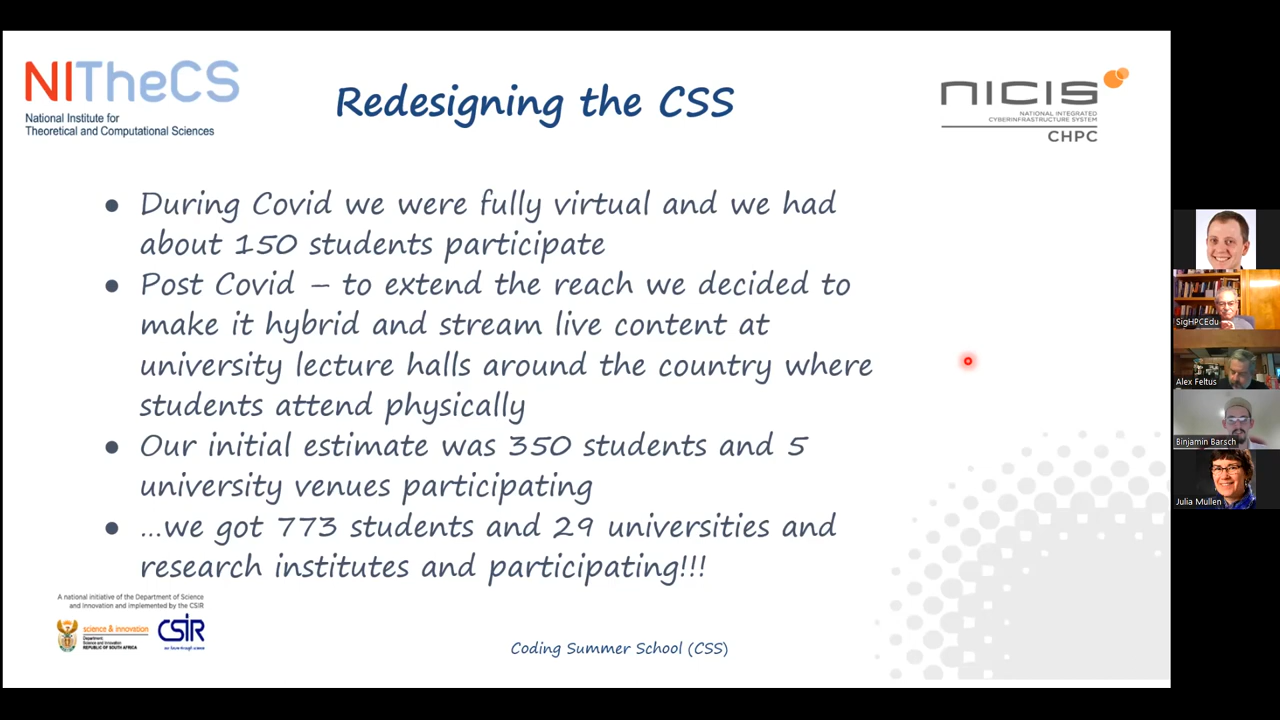 NITheCS
National Institute for
Theoretical and Computational Sciences
Redesigning the CSS
NICIS
NATIONAL INTEGRATED
CYBERINFRASTRUCTURE SYSTEM
CHPC
● During Covid we were fully virtual and we had
about 150 students participate
● Post Covid – to extend the reach we decided to
make it hybrid and stream live content at
university lecture halls around the country where
students attend physically
● Our initial estimate was 350 students and 5
university venues participating
● ...we got 773 students and 29 universities and
research institutes and participating!!!
A national initiative of the Department of Science
and Innovation and implemented by the CSIR
science & innovation
Department:
Science and Innovation
REPUBLIC OF SOUTH AFRICA
CSIR
Coding Summer School (CSS)
SigHPCEdu
Alex Feltus
Binjamin Barsch
Julia Mullen